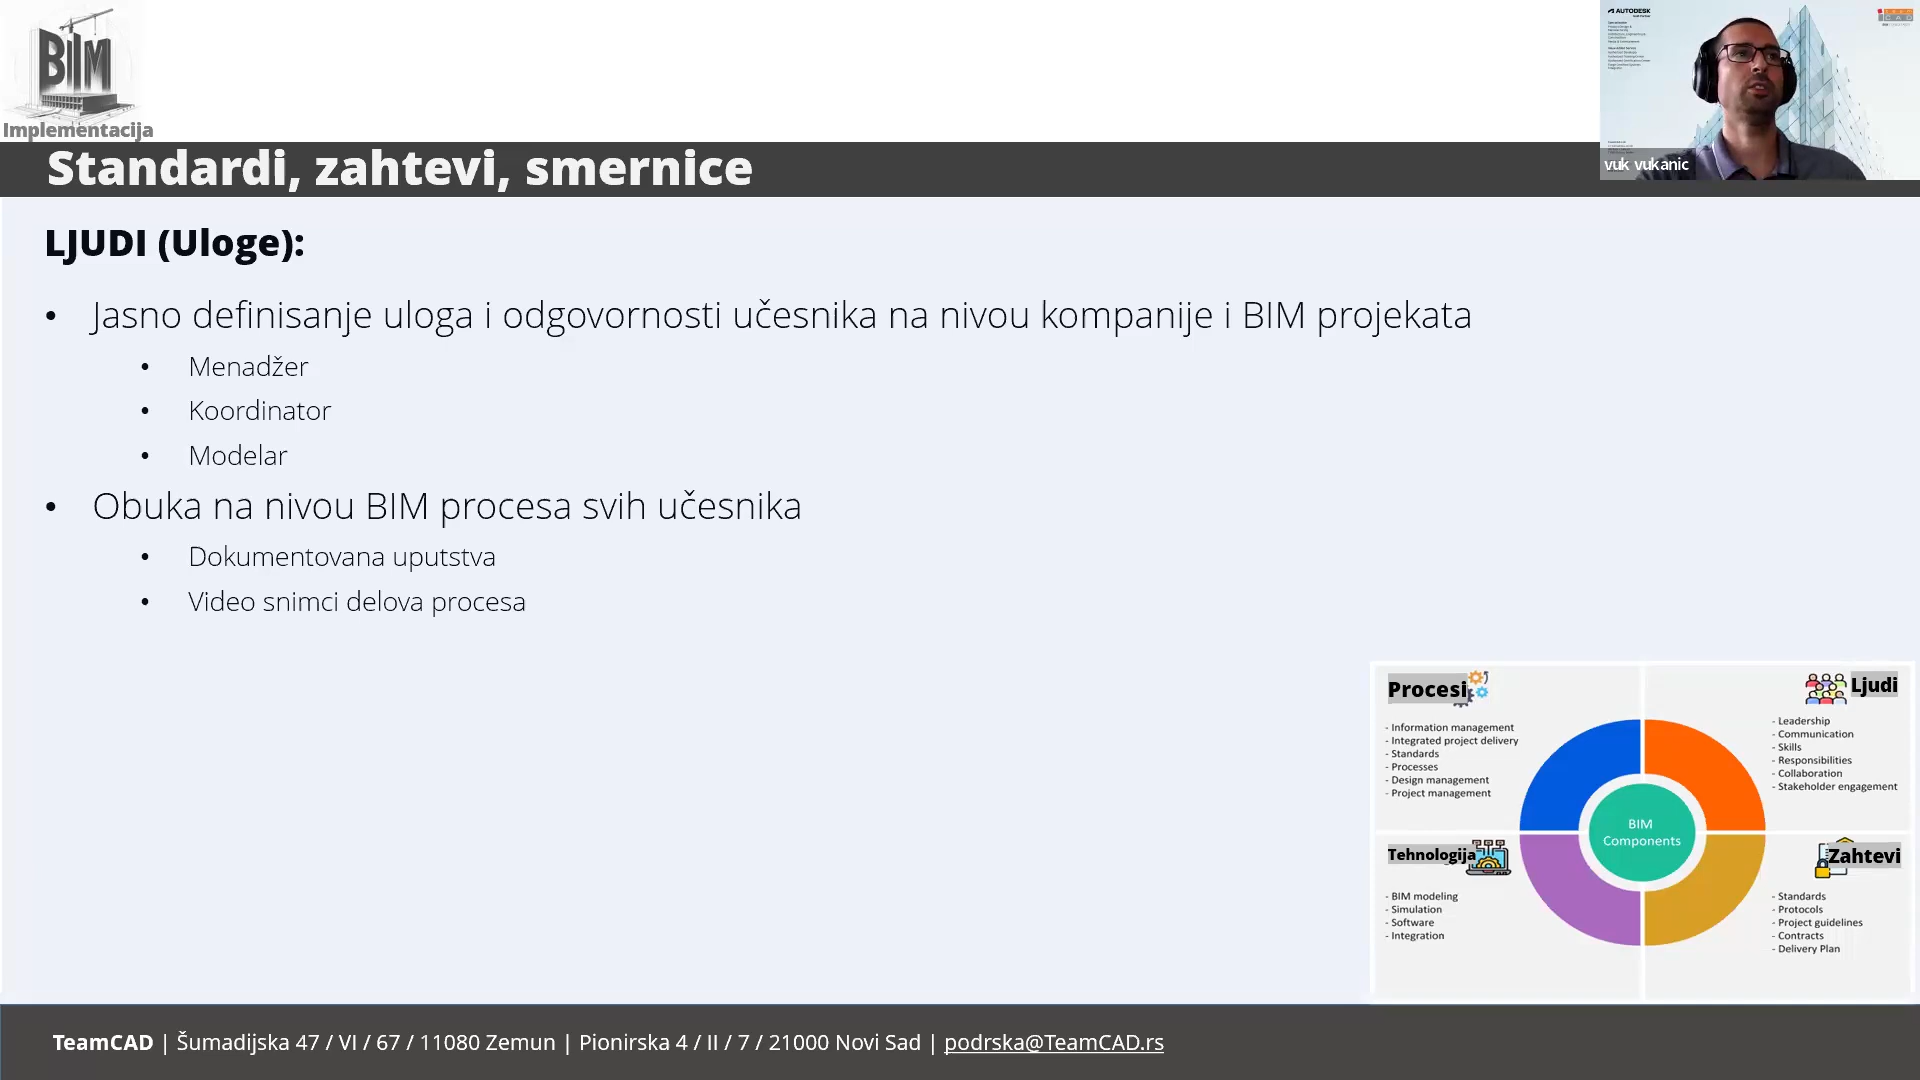 BIM
Implementacija
AUTODESK
vuk vukanic
Standardi, zahtevi, smernice
LJUDI (Uloge):
• Jasno definisanje uloga i odgovornosti učesnika na nivou kompanije i BIM projekata
• Menadžer
• Koordinator
• Modelar
• Obuka na nivou BIM procesa svih učesnika
• Dokumentovana uputstva
• Video snimci delova procesa
Procesi
- Information management
- Integrated project delivery
- Standards
- Processes
- Design management
- Project management
Ljudi
- Leadership
- Communication
- Skills
- Responsibilities
- Collaboration
- Stakeholder engagement
BIM
Components
Tehnologija
- BIM modeling
- Simulation
- Software
- Integration
Zahtevi
- Standards
- Protocols
- Project guidelines
- Contracts
- Delivery Plan
TeamCAD | Šumadijska 47 / VI / 67 / 11080 Zemun | Pionirska 4 / II / 7 / 21000 Novi Sad | podrska@TeamCAD.rs